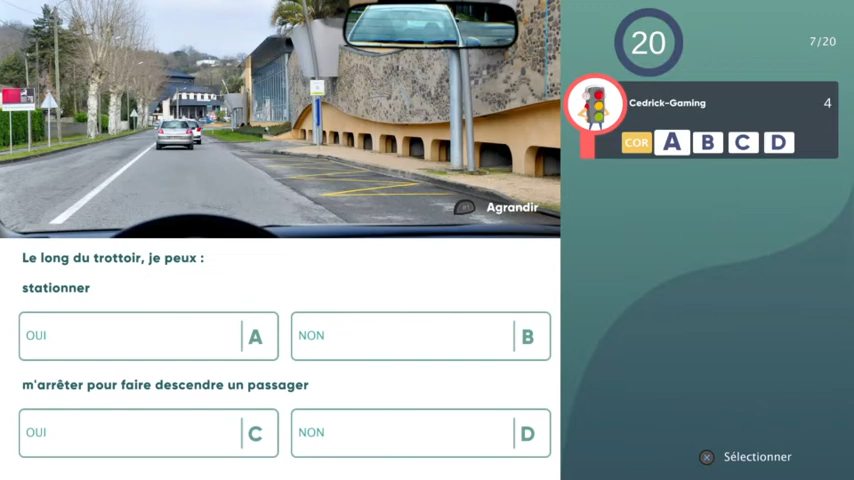 20
7/20
Cedrick-Gaming
4
COR A B C D
Agrandir
Le long du trottoir, je peux :
stationner
OUI A
NON B
m'arrêter pour faire descendre un passager
OUI C
NON D
Sélectionner